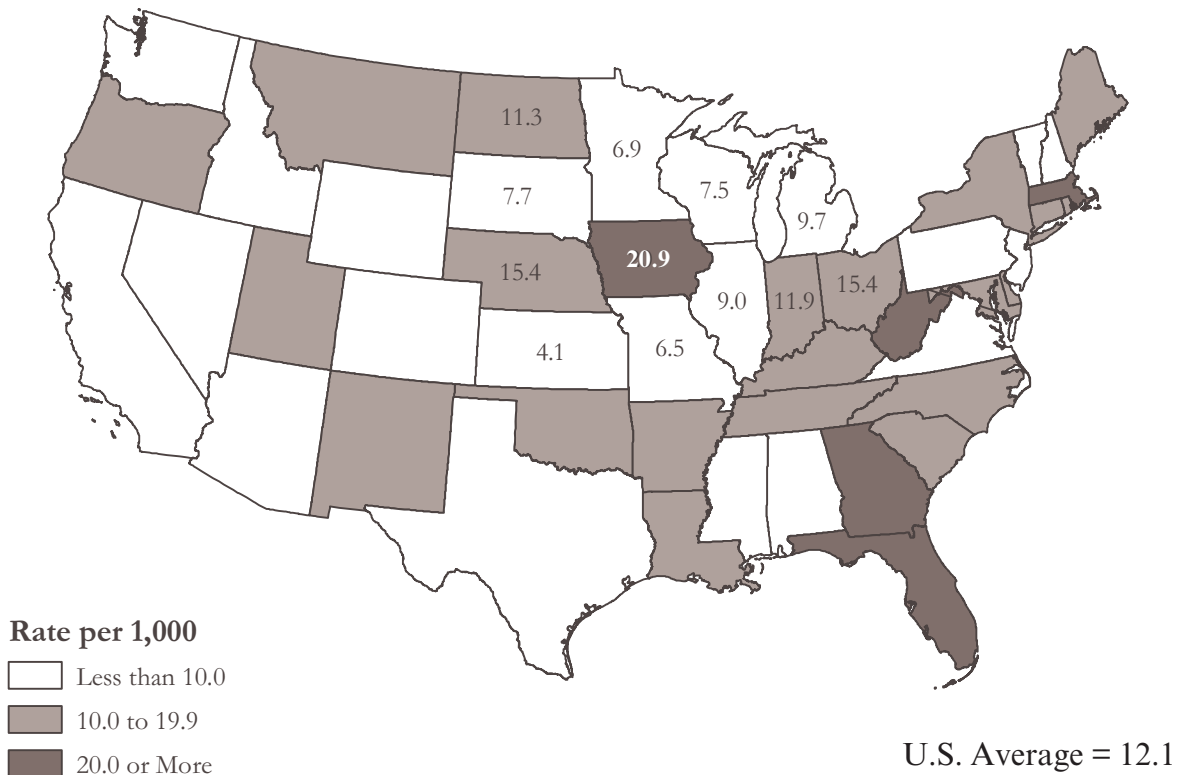 11.3
6.9
7.7
7.5
9.7
20.9
15.4
9.0
11.9
15.4
4.1
6.5
Rate per 1,000
Less than 10.0
10.0 to 19.9
20.0 or More
U.S. Average = 12.1